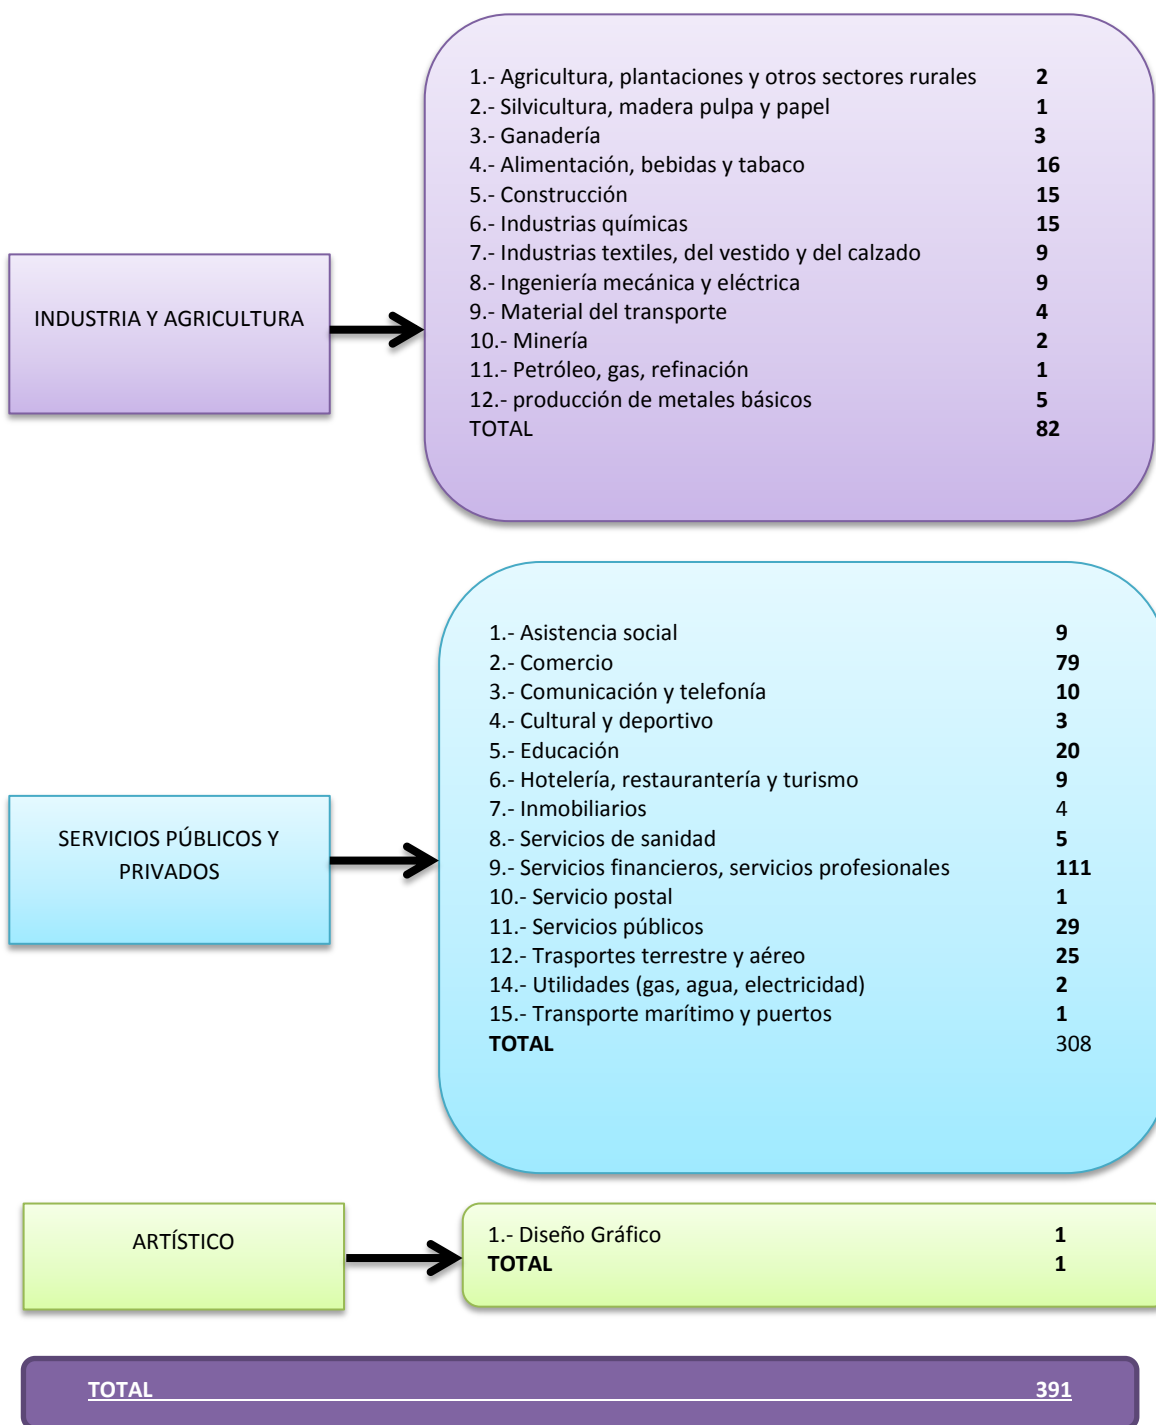 INDUSTRIA Y AGRICULTURA
1.- Agricultura, plantaciones y otros sectores rurales 2
2.- Silvicultura, madera pulpa y papel 1
3.- Ganadería 3
4.- Alimentación, bebidas y tabaco 16
5.- Construcción 15
6.- Industrias químicas 15
7.- Industrias textiles, del vestido y del calzado 9
8.- Ingeniería mecánica y eléctrica 9
9.- Material del transporte 4
10.- Minería 2
11.- Petróleo, gas, refinación 1
12.- producción de metales básicos 5
TOTAL 82
SERVICIOS PÚBLICOS Y
PRIVADOS
1.- Asistencia social 9
2.- Comercio 79
3.- Comunicación y telefonía 10
4.- Cultural y deportivo 3
5.- Educación 20
6.- Hotelería, restaurantería y turismo 9
7.- Inmobiliarios 4
8.- Servicios de sanidad 5
9.- Servicios financieros, servicios profesionales 111
10.- Servicio postal 1
11.- Servicios públicos 29
12.- Trasportes terrestre y aéreo 25
14.- Utilidades (gas, agua, electricidad) 2
15.- Transporte marítimo y puertos 1
TOTAL 308
ARTÍSTICO
1.- Diseño Gráfico 1
TOTAL 1
TOTAL 391